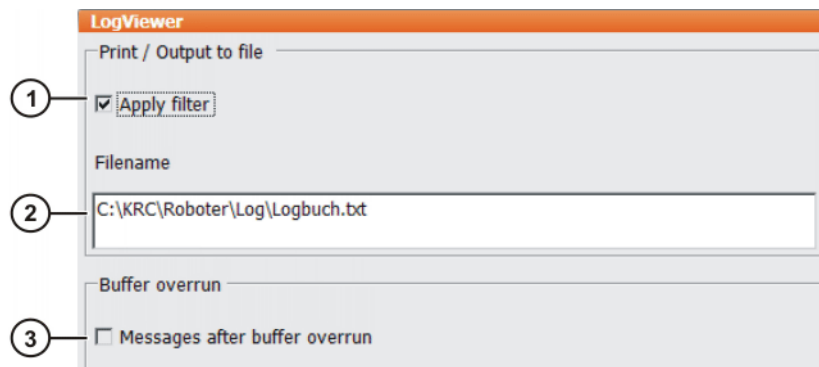 LogViewer
Print / Output to file
1
Apply filter
Filename
2
C:\KRC\Roboter\Log\Logbuch.txt
Buffer overrun
3
Messages after buffer overrun